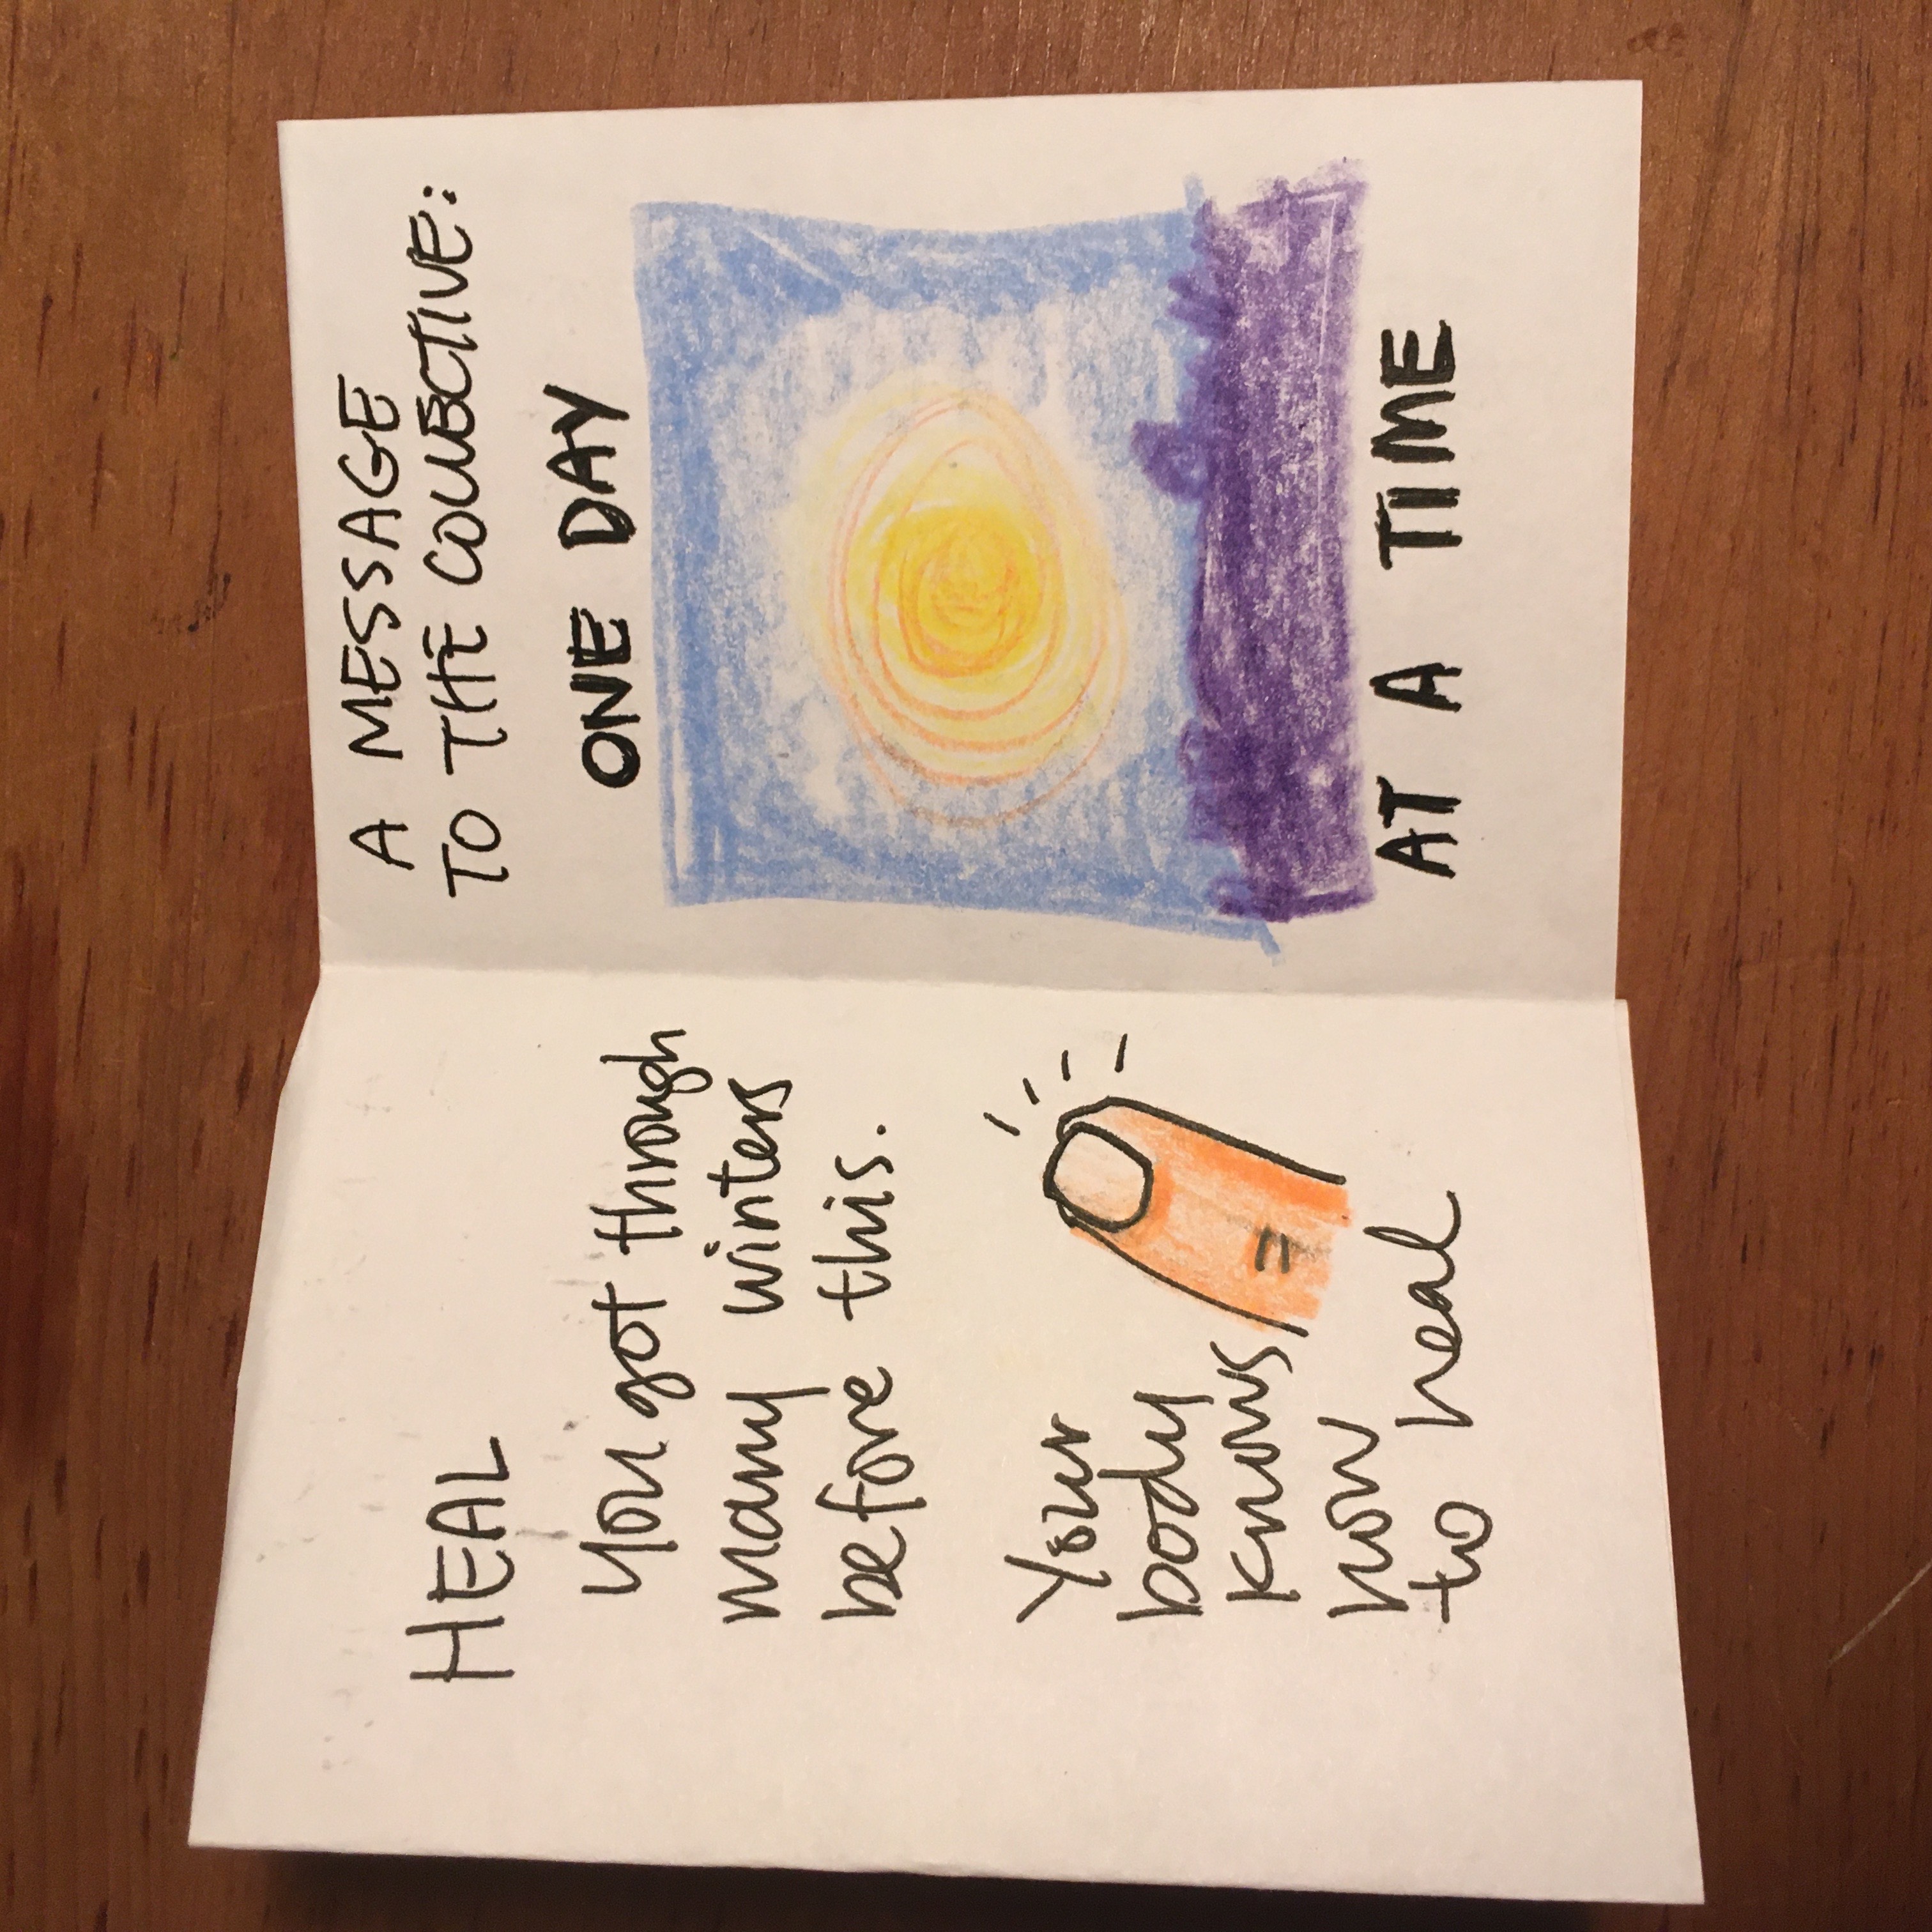 HEAL
You got through
many winters
before this.
Your
body
knows
how
to heal
A MESSAGE
TO THE COLLECTIVE:
ONE DAY
AT A TIME